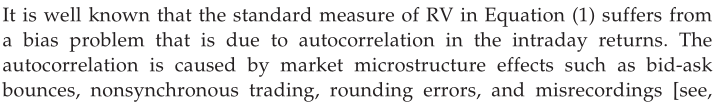 It is well known that the standard measure of RV in Equation (1) suffers from
a bias problem that is due to autocorrelation in the intraday returns. The
autocorrelation is caused by market microstructure effects such as bid-ask
bounces, nonsynchronous trading, rounding errors, and misrecordings [see,